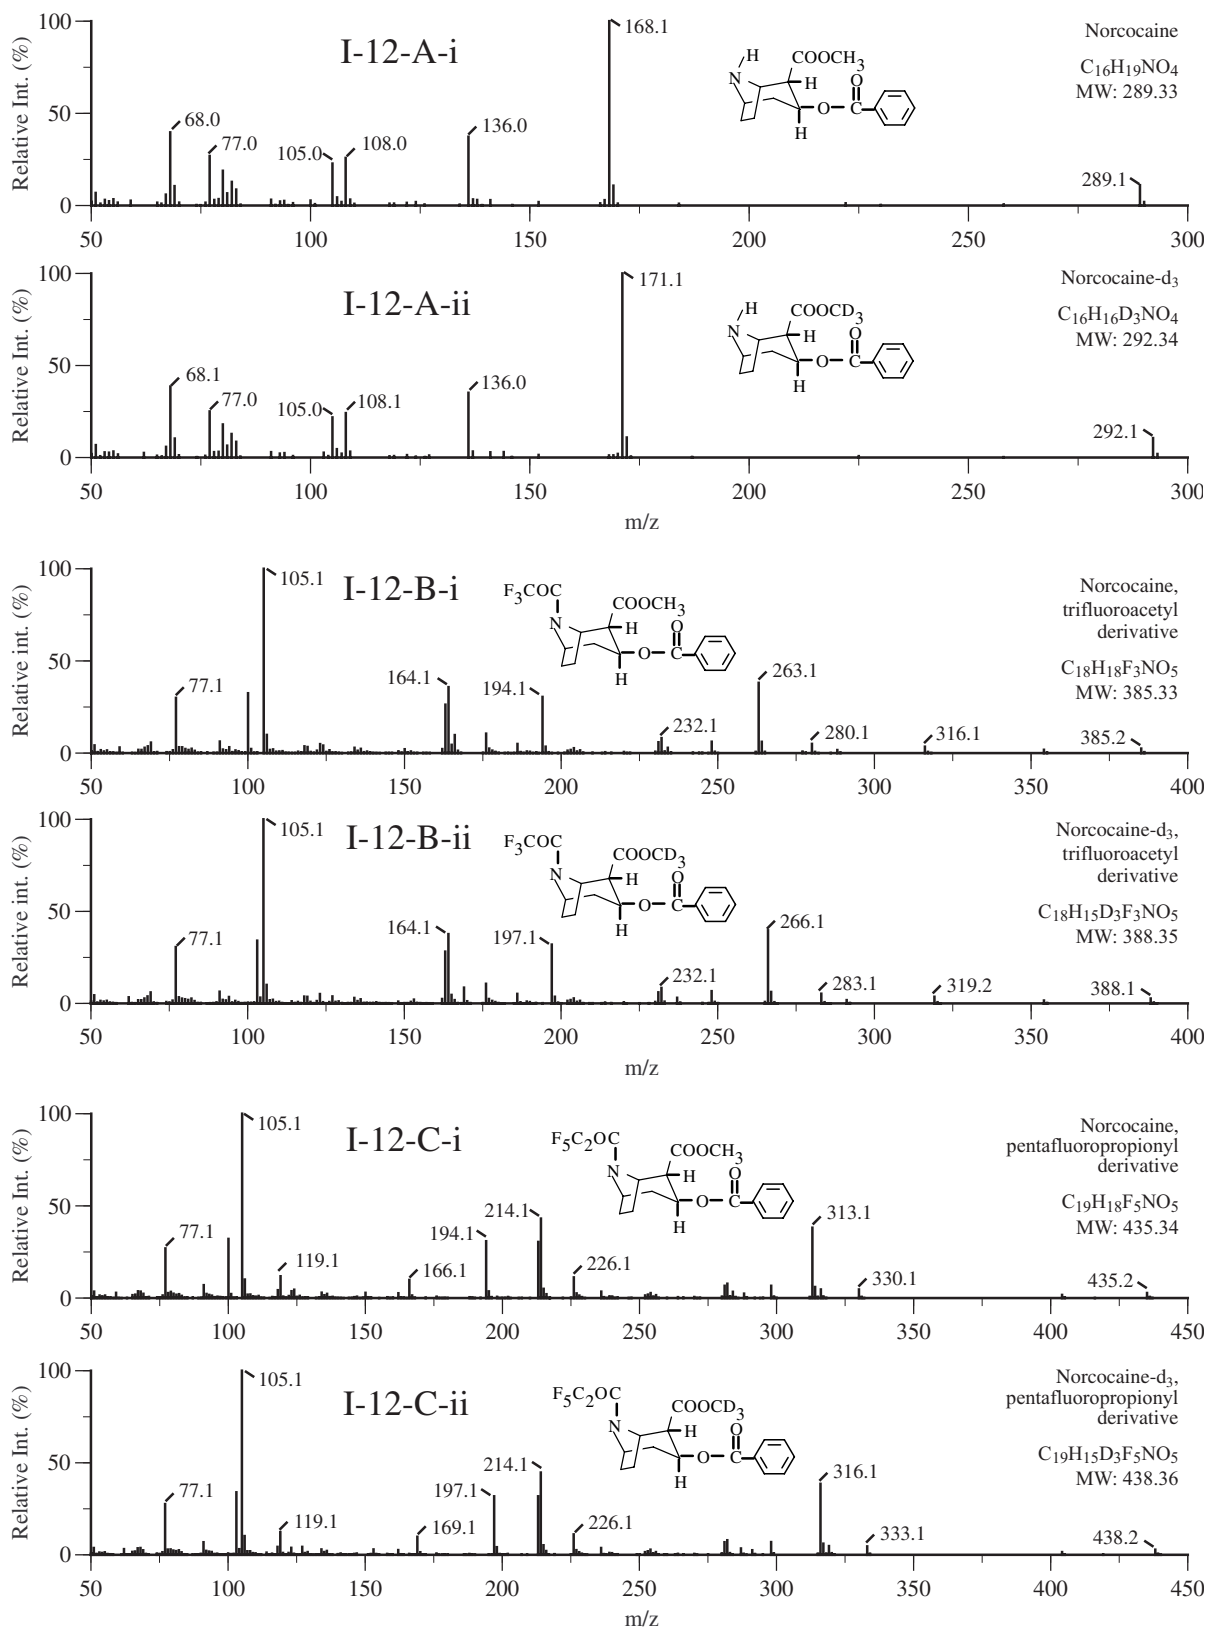 I-12-A-i
Norcocaine
C16H19NO4
MW: 289.33
Relative Int. (%)
100
50
0
68.0
77.0
105.0
108.0
136.0
168.1
289.1
H
N
COOCH3
H
O
O
C
H
50 100 150 200 250 300
I-12-A-ii
Norcocaine-d3
C16H16D3NO4
MW: 292.34
Relative Int. (%)
100
50
0
68.1
77.0
105.0
108.1
136.0
171.1
292.1
H
N
COOCD3
H
O
O
C
H
50 100 150 200 250 300
m/z
I-12-B-i
Norcocaine,
trifluoroacetyl
derivative
C18H18F3NO5
MW: 385.33
Relative int. (%)
100
50
0
77.1
105.1
164.1
194.1
232.1
263.1
280.1
316.1
385.2
F3COC
N
COOCH3
H
O
O
C
H
50 100 150 200 250 300 350 400
I-12-B-ii
Norcocaine-d3,
trifluoroacetyl
derivative
C18H15D3F3NO5
MW: 388.35
Relative int. (%)
100
50
0
77.1
105.1
164.1
197.1
232.1
266.1
283.1
319.2
388.1
F3COC
N
COOCD3
H
O
O
C
H
50 100 150 200 250 300 350 400
m/z
I-12-C-i
Norcocaine,
pentafluoropropionyl
derivative
C19H18F5NO5
MW: 435.34
Relative Int. (%)
100
50
0
77.1
105.1
119.1
166.1
194.1
214.1
226.1
313.1
330.1
435.2
F5C2OC
N
COOCH3
H
O
O
C
H
50 100 150 200 250 300 350 400 450
I-12-C-ii
Norcocaine-d3,
pentafluoropropionyl
derivative
C19H15D3F5NO5
MW: 438.36
Relative Int. (%)
100
50
0
77.1
105.1
119.1
169.1
197.1
214.1
226.1
316.1
333.1
438.2
F5C2OC
N
COOCD3
H
O
O
C
H
50 100 150 200 250 300 350 400 450
m/z